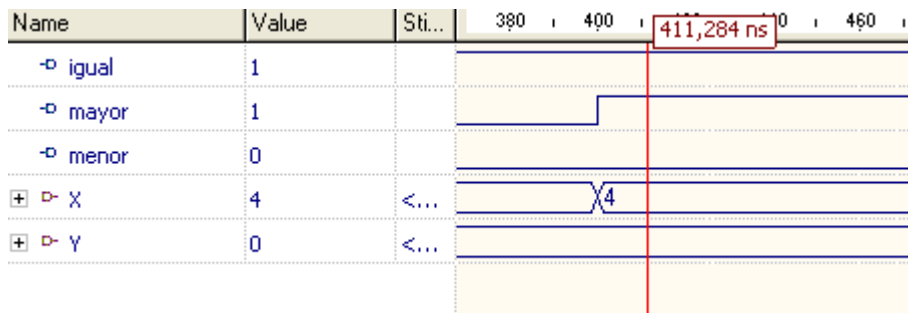 Name Value Sti... 380 400 460
411,284 ns
igual 1
mayor 1
menor 0
X 4 <... 4
Y 0 <...